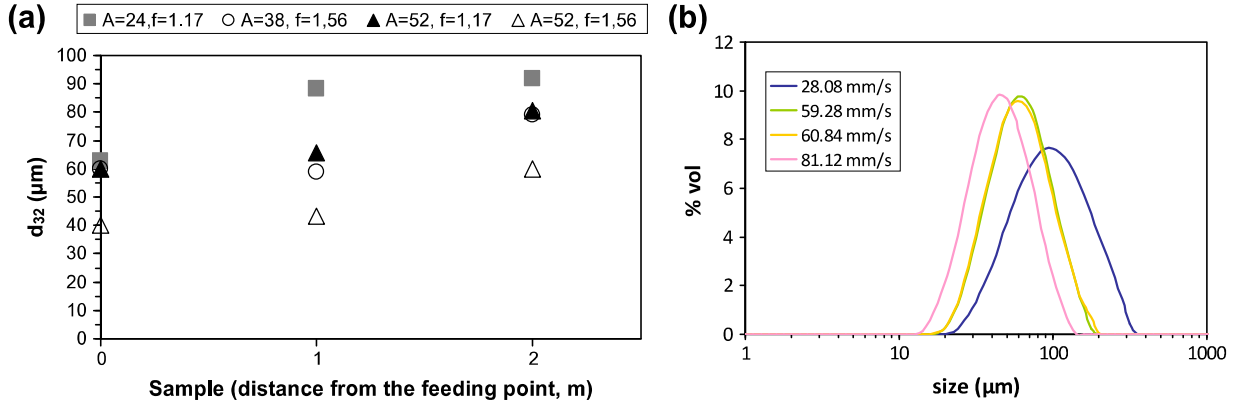 (a)
A=24,f=1.17 A=38, f=1,56 A=52, f=1,17 A=52, f=1,56
100
90
80
70
60
50
40
30
20
10
0
d32 (µm)
0 1 2
Sample (distance from the feeding point, m)
(b)
12
10
8
6
4
2
0
% vol
28.08 mm/s
59.28 mm/s
60.84 mm/s
81.12 mm/s
1 10 100 1000
size (µm)